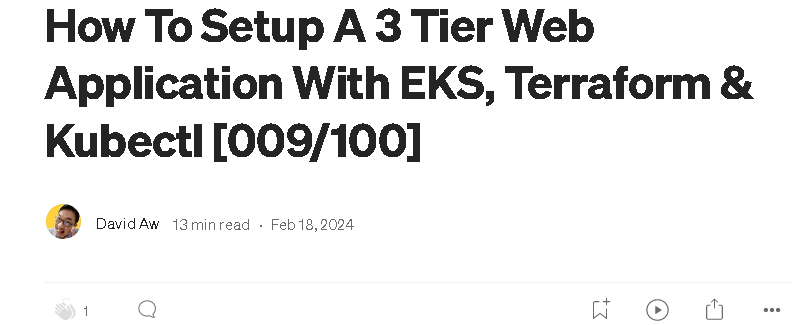 How To Setup A 3 Tier Web
Application With EKS, Terraform &
Kubectl [009/100]
David Aw 13 min read · Feb 18, 2024
1